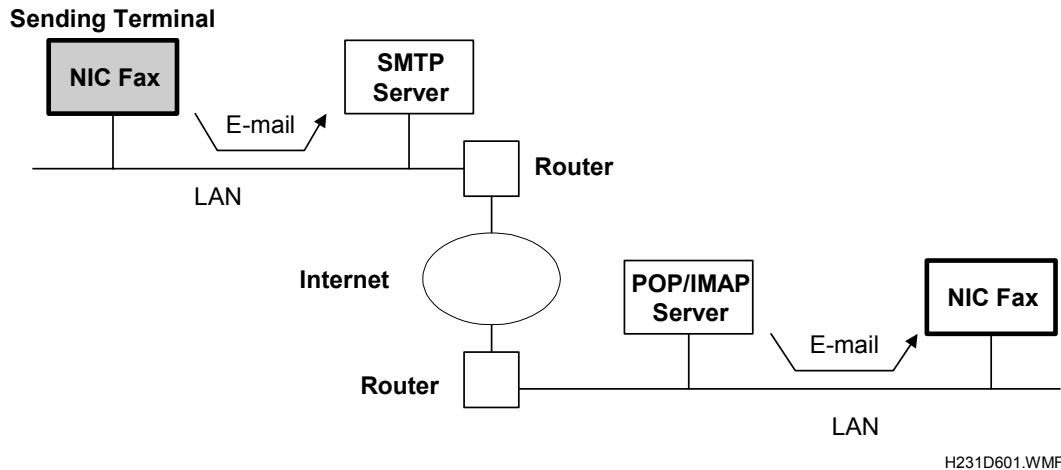 Sending Terminal
NIC Fax
SMTP
Server
E-mail
Router
LAN
Internet
POP/IMAP
Server
NIC Fax
E-mail
Router
LAN
H231D601.WMF